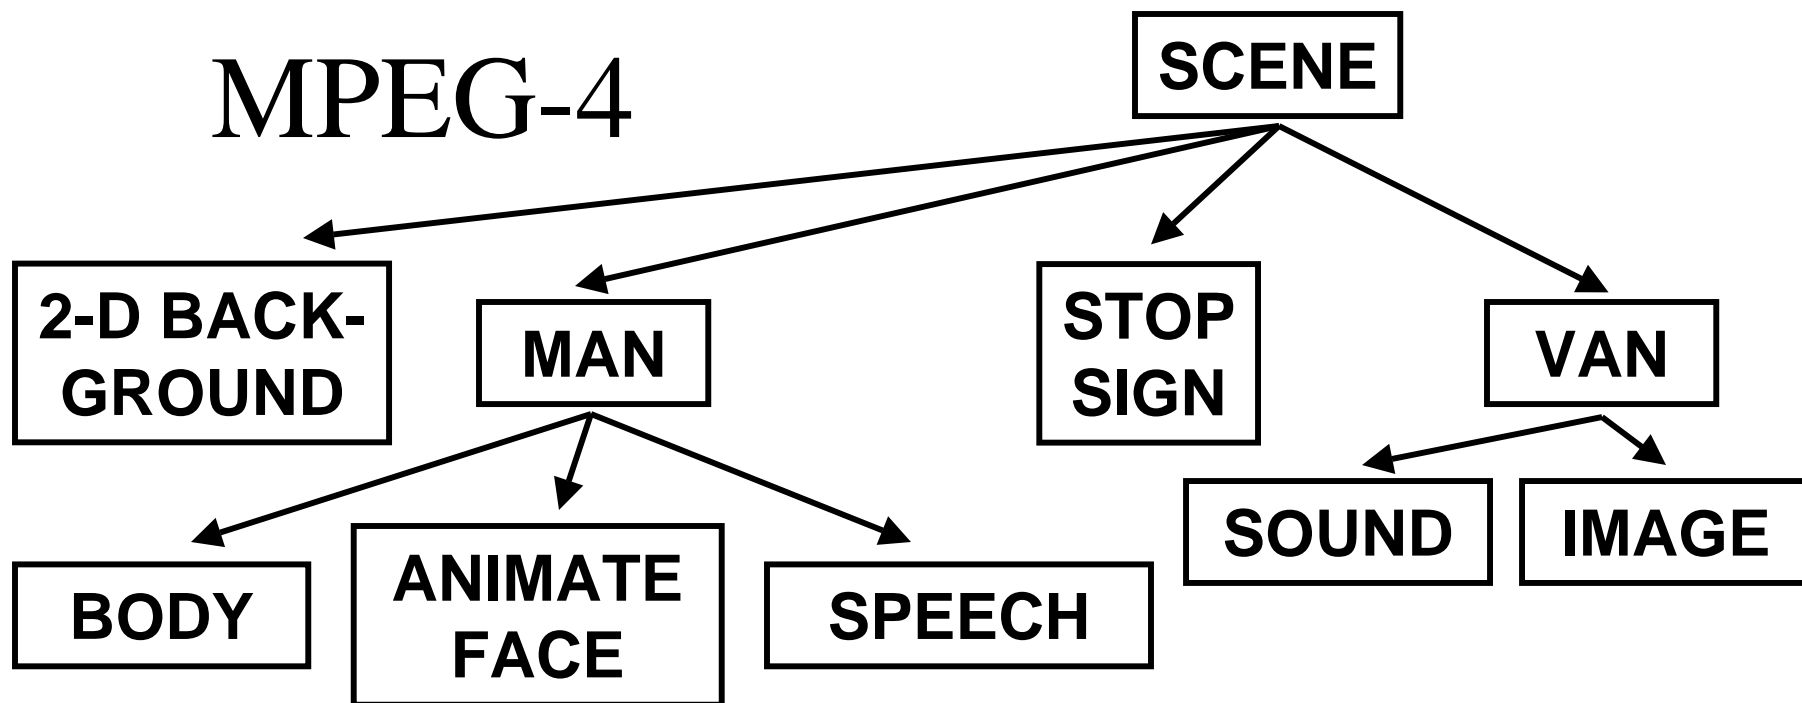 MPEG-4
SCENE
2-D BACK-
GROUND
MAN
STOP
SIGN
VAN
BODY
ANIMATE
FACE
SPEECH
SOUND
IMAGE